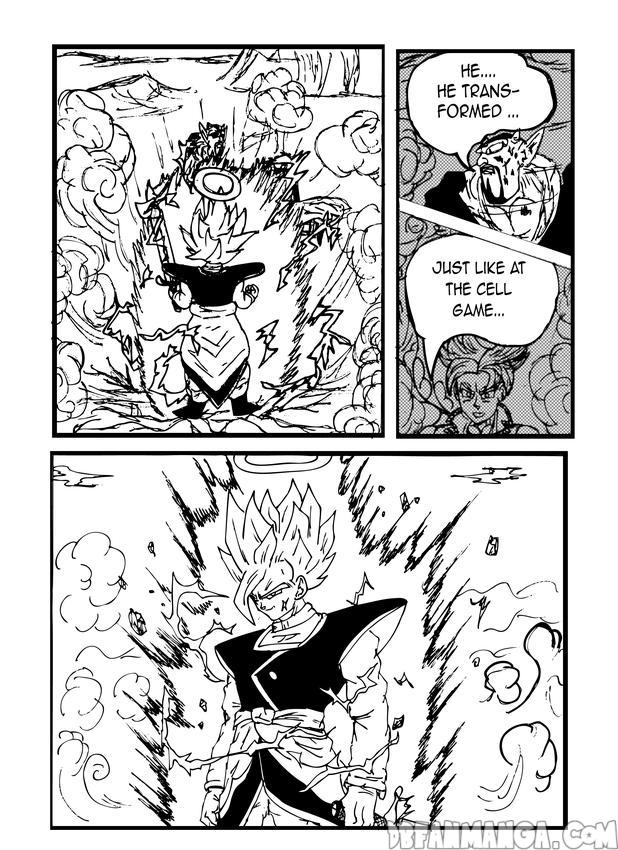 HE....
HE TRANS-
FORMED ...
JUST LIKE AT
THE CELL
GAME...
DBFANMANGA.COM